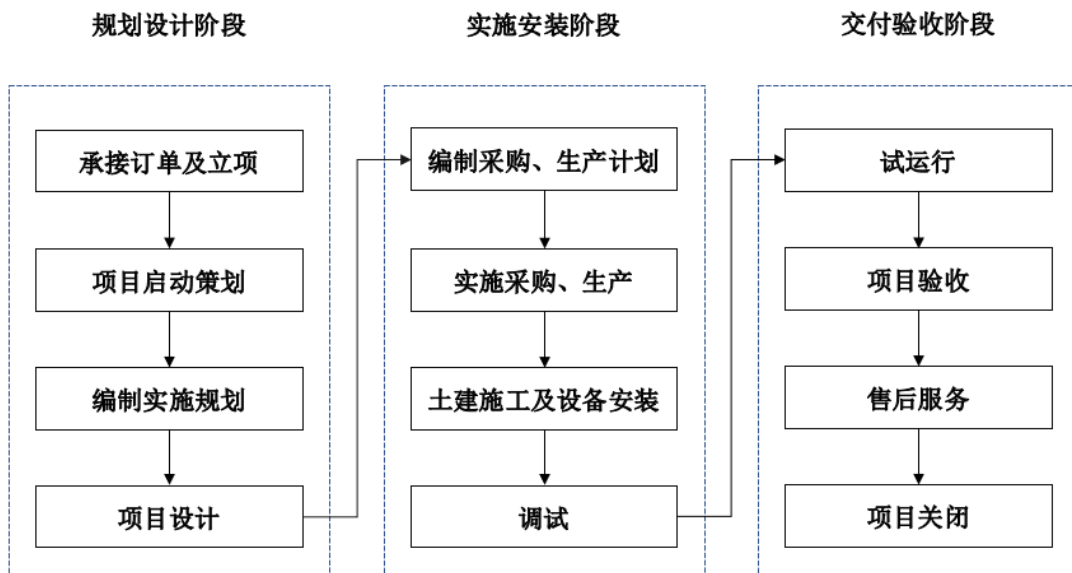 规划设计阶段
承接订单及立项
项目启动策划
编制实施规划
项目设计
实施安装阶段
编制采购、生产计划
实施采购、生产
土建施工及设备安装
调试
交付验收阶段
试运行
项目验收
售后服务
项目关闭